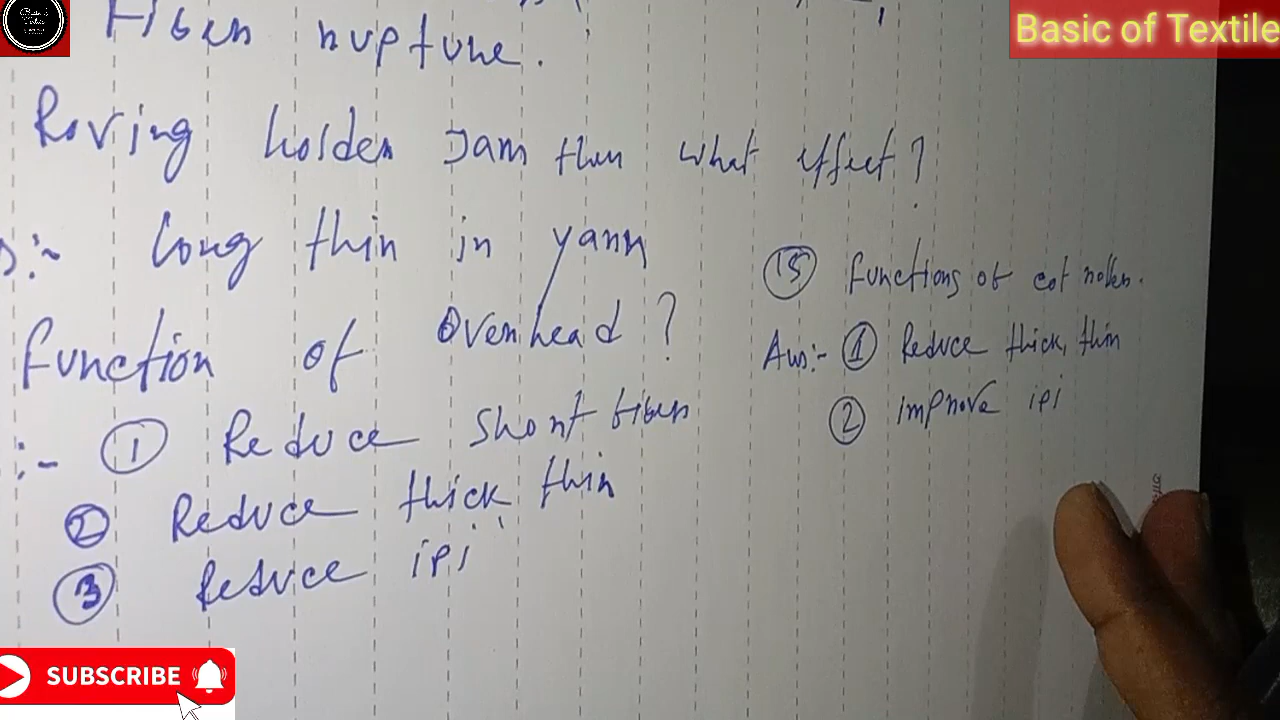 Basic of Textile
Fiber rupture.
Roving holder Jam then what effect?
:- Long thin in yarn
Function of Overhead?
:- ① Reduce short fiber
② Reduce thick thin
③ Reduce ipi
⑮ Functions of cot roller.
Ans:- ① Reduce thick, thin
② improve ipi
SUBSCRIBE